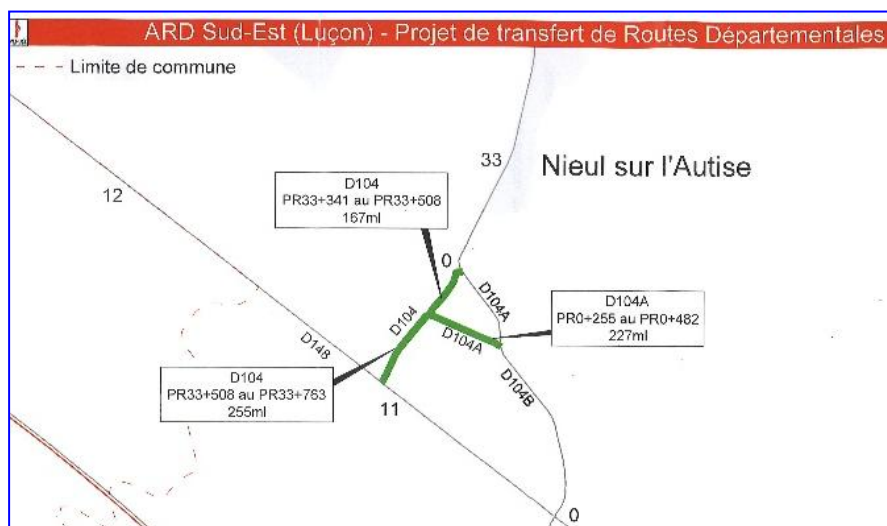 ARD Sud-Est (Luçon) - Projet de transfert de Routes Départementales
Limite de commune
33
Nieul sur l'Autise
12
D104
PR33+341 au PR33+508
167ml
0
D104A
D104A
PR0+255 au PR0+482
227ml
D104
D104A
D148
D104
PR33+508 au PR33+763
255ml
11
D104B
0